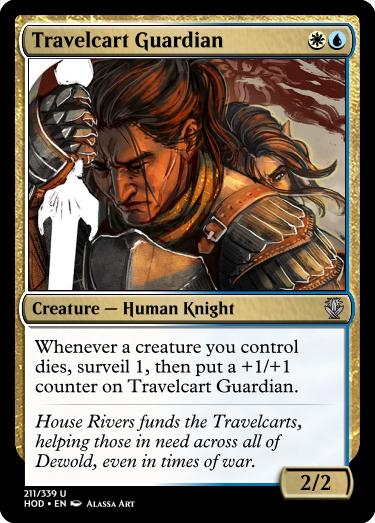 Travelcart Guardian
Creature — Human Knight
Whenever a creature you control
dies, surveil 1, then put a +1/+1
counter on Travelcart Guardian.
House Rivers funds the Travelcarts,
helping those in need across all of
Dewold, even in times of war.
2/2
211/339 U
HOD • EN Alassa Art